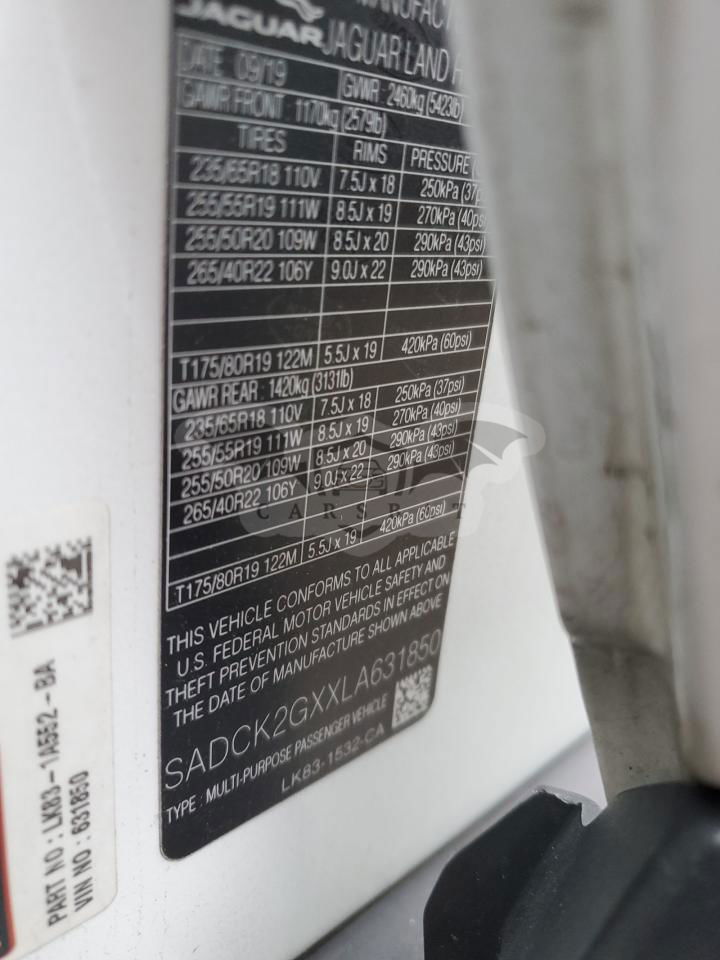 MANUFAC
JAGUAR JAGUAR LAND
DATE 09/19 GVWR : 2460kg (5423lb)
GAWR FRONT : 1170kg (2579lb)
TIRES RIMS PRESSURE
235/65R18 110V 7.5J x 18 250kPa (37p
255/55R19 111W 8.5J x 19 270kPa (40ps
255/50R20 109W 8.5J x 20 290kPa (43psi
265/40R22 106Y 9.0J x 22 290kPa (43psi
T175/80R19 122M 5.5J x 19 420kPa (60psi)
GAWR REAR : 1420kg (3131lb)
235/65R18 110V 7.5J x 18 250kPa (37psi)
255/55R19 111W 8.5J x 19 270kPa (40psi)
255/50R20 109W 8.5J x 20 290kPa (43psi)
265/40R22 106Y 9.0J x 22 290kPa (43psi)
T175/80R19 122M 5.5J x 19 420kPa (60psi)
THIS VEHICLE CONFORMS TO ALL APPLICABLE
U.S. FEDERAL MOTOR VEHICLE SAFETY AND
THEFT PREVENTION STANDARDS IN EFFECT ON
THE DATE OF MANUFACTURE SHOWN ABOVE
SADCK2GXXLA631850
TYPE : MULTI-PURPOSE PASSENGER VEHICLE
LK83-1532-CA
PART NO : LK83-1A552-BA
VIN NO : 631850